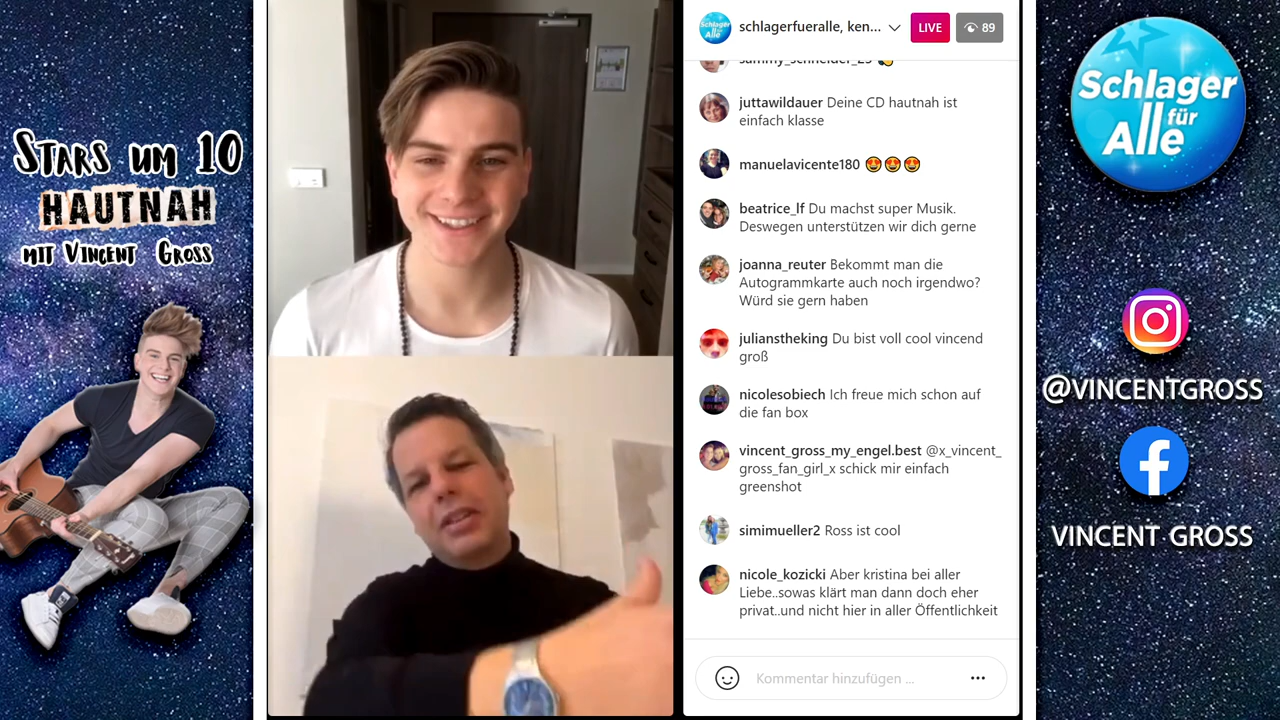 STARS UM 10
HAUTNAH
MIT VINCENT GROSS
schlagerfueralle, ken...
LIVE
89
sammy_schneider_23
juttawildauer Deine CD hautnah ist
einfach klasse
manuelavicente180 😍😍😍
beatrice_lf Du machst super Musik.
Deswegen unterstützen wir dich gerne
joanna_reuter Bekommt man die
Autogrammkarte auch noch irgendwo?
Würd sie gern haben
julianstheking Du bist voll cool vincend
groß
nicolesobiech Ich freue mich schon auf
die fan box
vincent_gross_my_engel.best @x_vincent_
gross_fan_girl_x schick mir einfach
greenshot
simimueller2 Ross ist cool
nicole_kozicki Aber kristina bei aller
Liebe..sowas klärt man dann doch eher
privat..und nicht hier in aller Öffentlichkeit
Kommentar hinzufügen ...
Schlager
für
Alle
@VINCENTGROSS
VINCENT GROSS